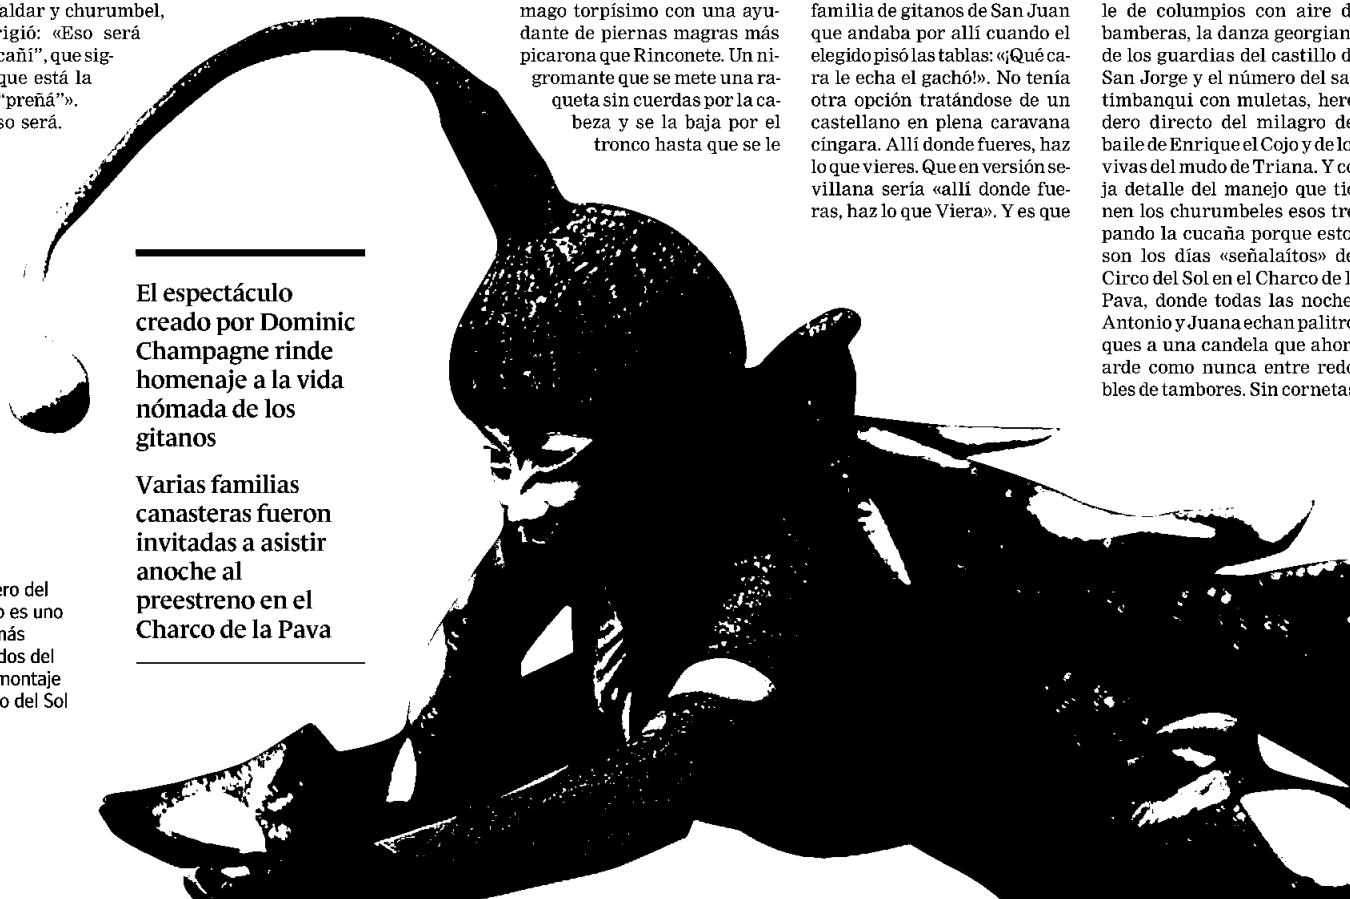 aldar y churumbel,
rigió: «Eso será
cañí”, que sig-
que está la
“preñá”».
so será.
El espectáculo
creado por Dominic
Champagne rinde
homenaje a la vida
nómada de los
gitanos
Varias familias
canasteras fueron
invitadas a asistir
anoche al
preestreno en el
Charco de la Pava
ero del
o es uno
más
dos del
montaje
o del Sol
mago torpísimo con una ayu-
dante de piernas magras más
picarona que Rinconete. Un ni-
gromante que se mete una ra-
queta sin cuerdas por la ca-
beza y se la baja por el
tronco hasta que se le
familia de gitanos de San Juan
que andaba por allí cuando el
elegido pisó las tablas: «¡Qué ca-
ra le echa el gachó!». No tenía
otra opción tratándose de un
castellano en plena caravana
cíngara. Allí donde fueres, haz
lo que vieres. Que en versión se-
villana sería «allí donde fue-
ras, haz lo que Viera». Y es que
le de columpios con aire d
bamberas, la danza georgian
de los guardias del castillo d
San Jorge y el número del sa
timbanqui con muletas, here
dero directo del milagro de
baile de Enrique el Cojo y de lo
vivas del mudo de Triana. Y co
ja detalle del manejo que tie
nen los churumbeles esos tre
pando la cucaña porque esto
son los días «señalaítos» de
Circo del Sol en el Charco de l
Pava, donde todas las noche
Antonio y Juana echan palitro
ques a una candela que ahor
arde como nunca entre redo
bles de tambores. Sin cornetas